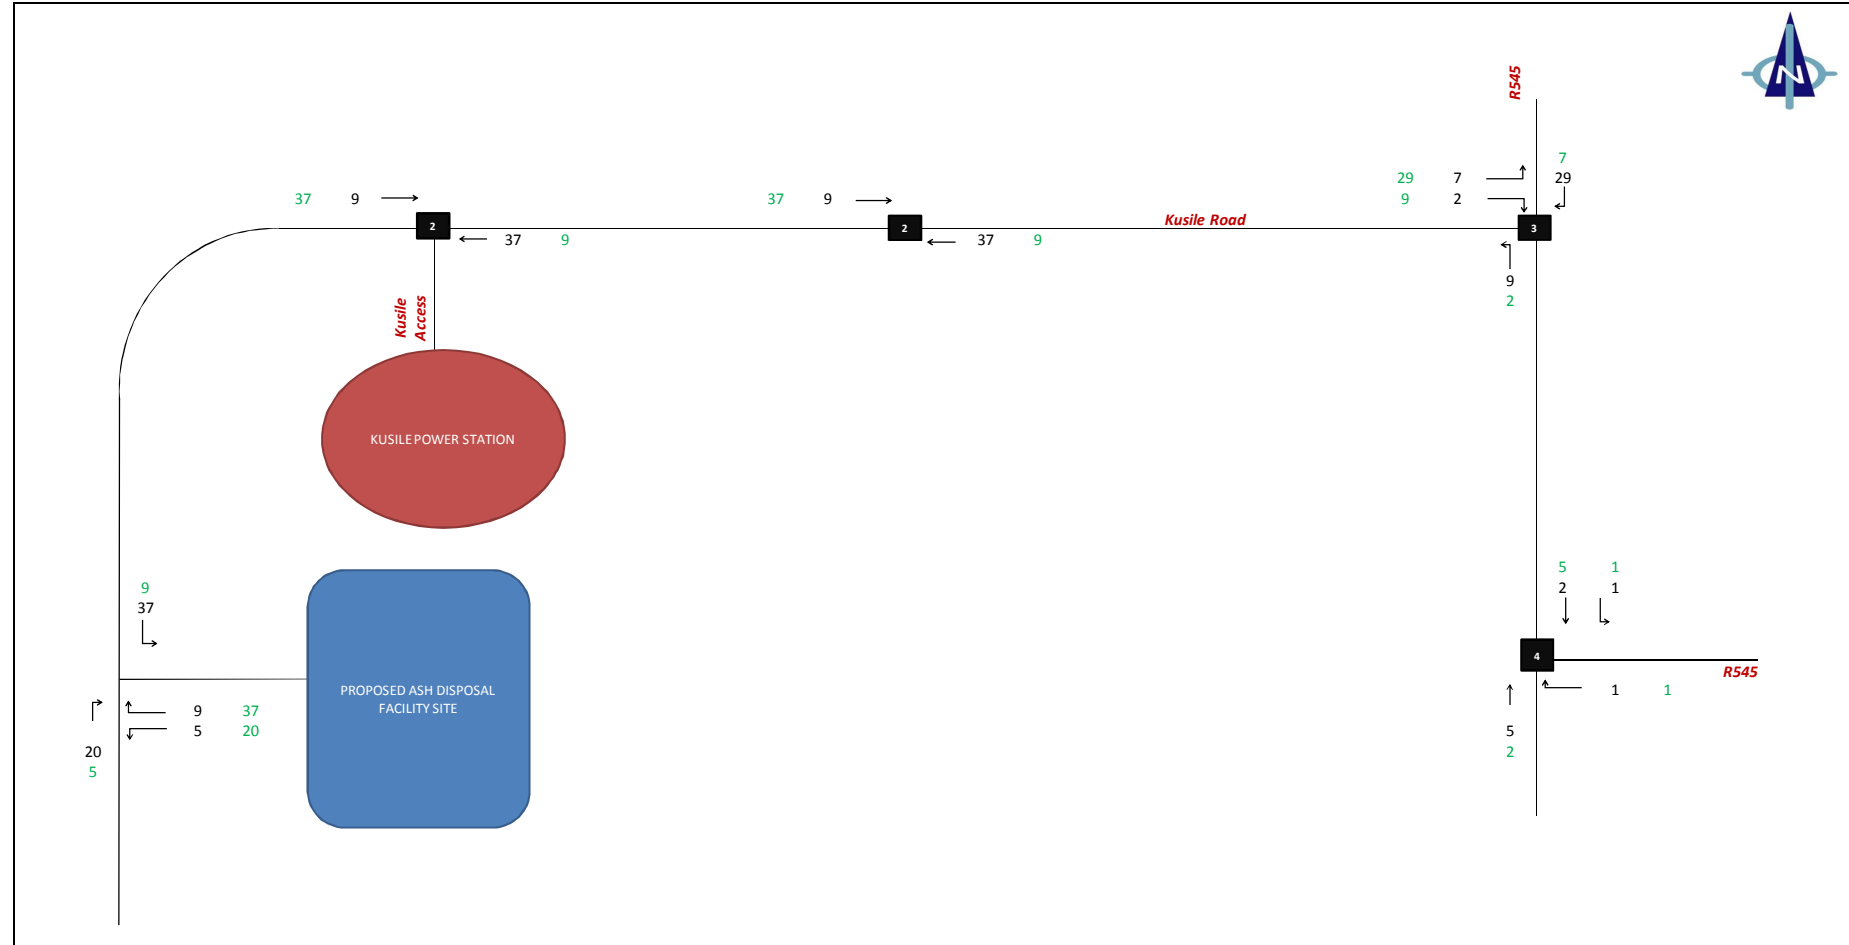 N
R545
7
29 7 29
9 2
37 9
37 9
2
2
3
Kusile Road
37 9
37 9
9
2
Kusile
Access
KUSILE POWER STATION
9
37
5 1
2 1
4
R545
1 1
5
2
PROPOSED ASH DISPOSAL
FACILITY SITE
9 37
5 20
20
5